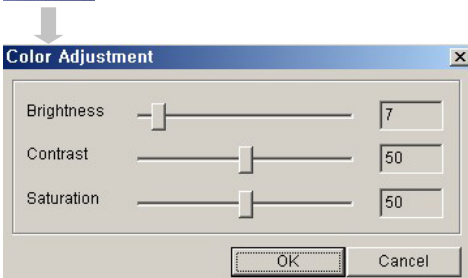 Color Adjustment
Brightness 7
Contrast 50
Saturation 50
OK Cancel